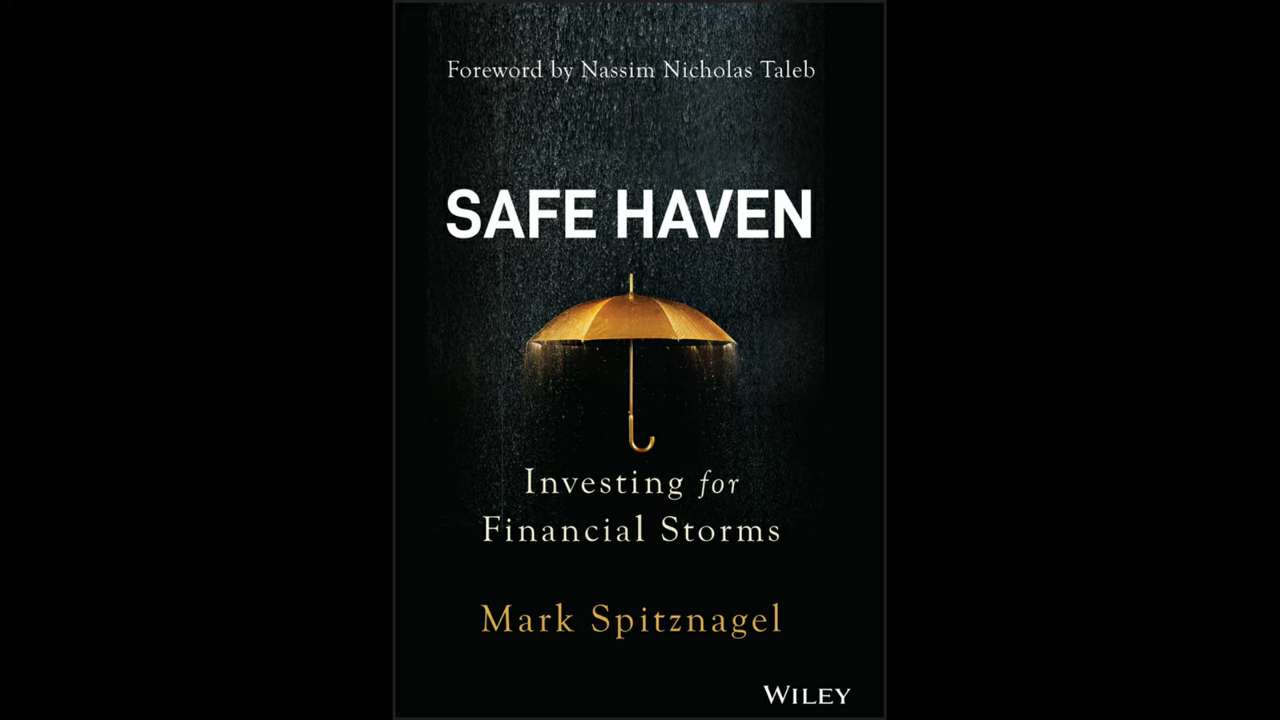 Foreword by Nassim Nicholas Taleb
SAFE HAVEN
Investing for
Financial Storms
Mark Spitznagel
WILEY